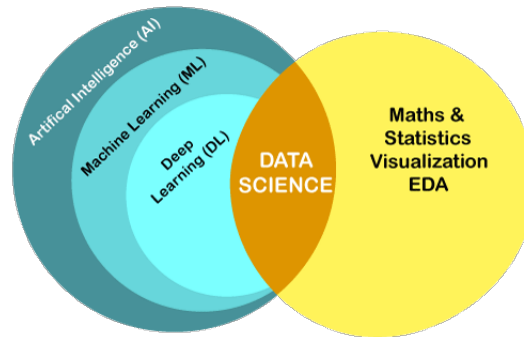 Artifical Intelligence (AI)
Machine Learning (ML)
Deep
Learning (DL)
DATA
SCIENCE
Maths &
Statistics
Visualization
EDA